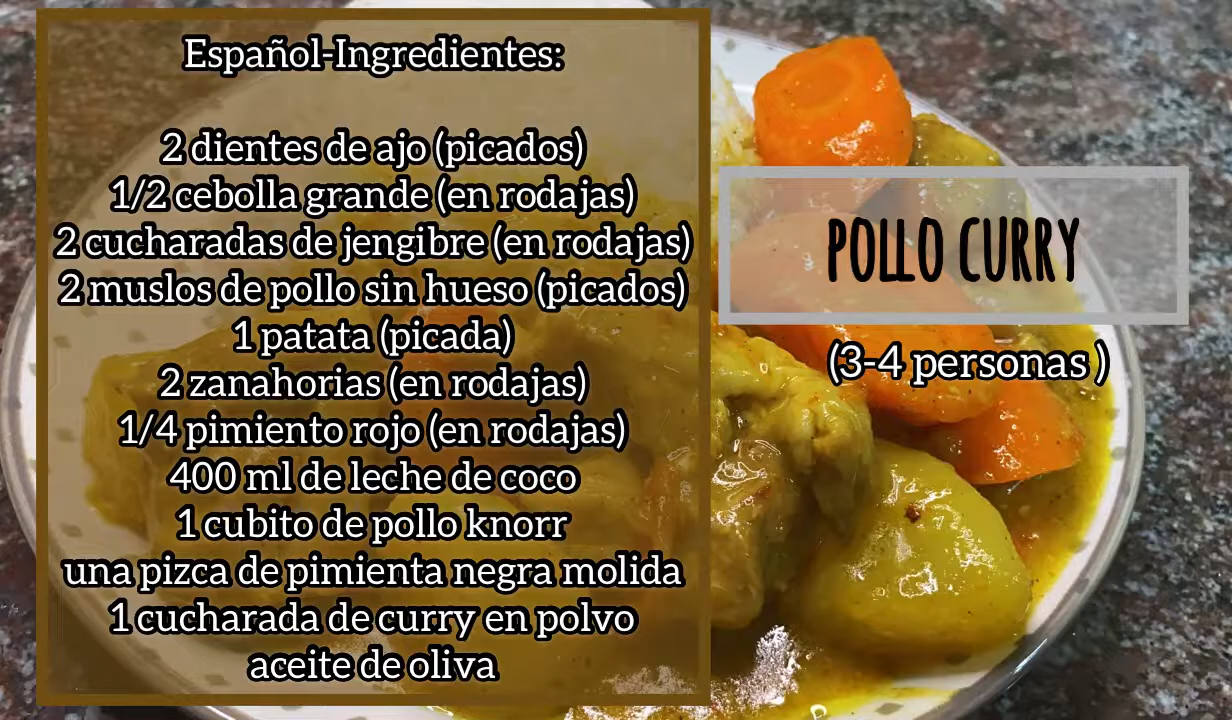 Español-Ingredientes:
2 dientes de ajo (picados)
1/2 cebolla grande (en rodajas)
2 cucharadas de jengibre (en rodajas)
2 muslos de pollo sin hueso (picados)
1 patata (picada)
2 zanahorias (en rodajas)
1/4 pimiento rojo (en rodajas)
400 ml de leche de coco
1 cubito de pollo knorr
una pizca de pimienta negra molida
1 cucharada de curry en polvo
aceite de oliva
POLLO CURRY
(3-4 personas )